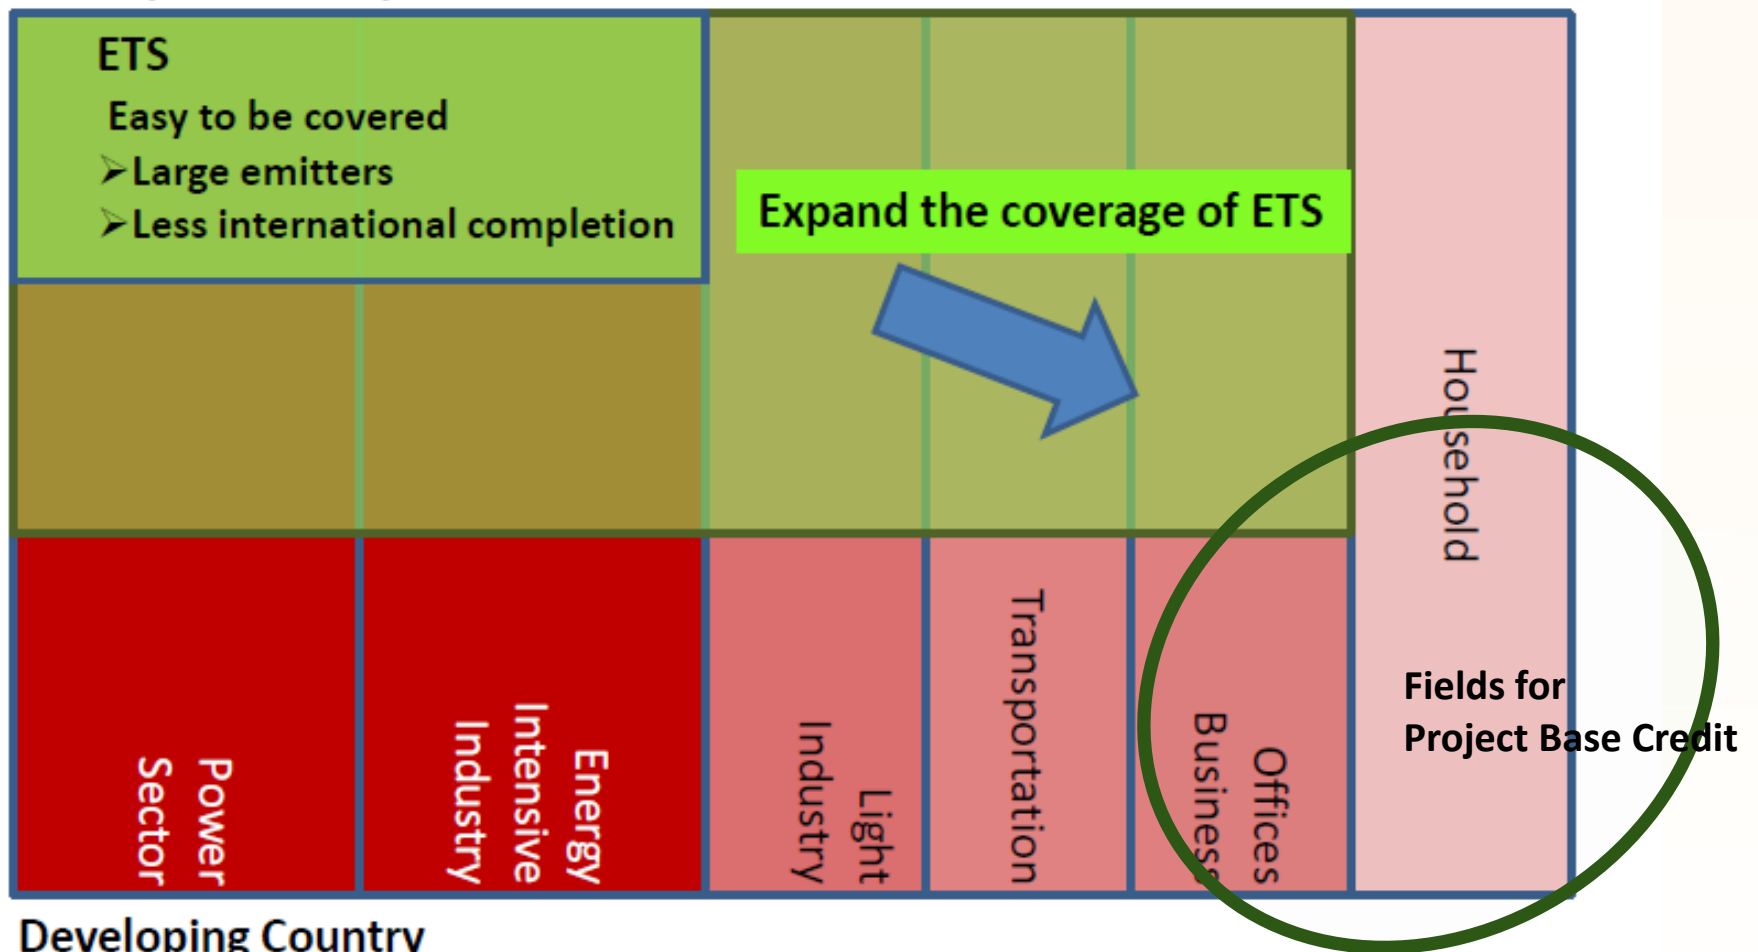 ETS
Easy to be covered
➢Large emitters
➢Less international completion
Expand the coverage of ETS
Household
Fields for
Project Base Credit
Power
Sector
Energy
Intensive
Industry
Light
Industry
Transportation
Offices
Business
Developing Country